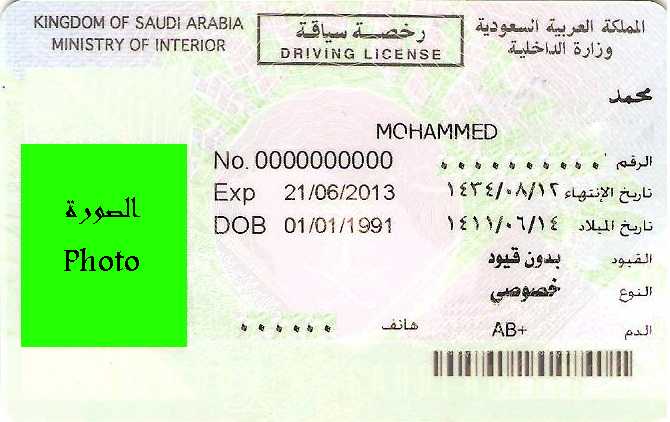 KINGDOM OF SAUDI ARABIA
MINISTRY OF INTERIOR
رخصة سياقة
DRIVING LICENSE
المملكة العربية السعودية
وزارة الداخلية
محمد
MOHAMMED
No. 0000000000 الرقم ٠٠٠٠٠٠٠٠٠٠
Exp 21/06/2013 تاريخ الإنتهاء ١٤٣٤/٠٨/١٢
DOB 01/01/1991 تاريخ الميلاد ١٤١١/٠٦/١٤
القيود بدون قيود
النوع خصوصي
الدم AB+ هاتف ٠٠٠٠٠٠
الصورة
Photo